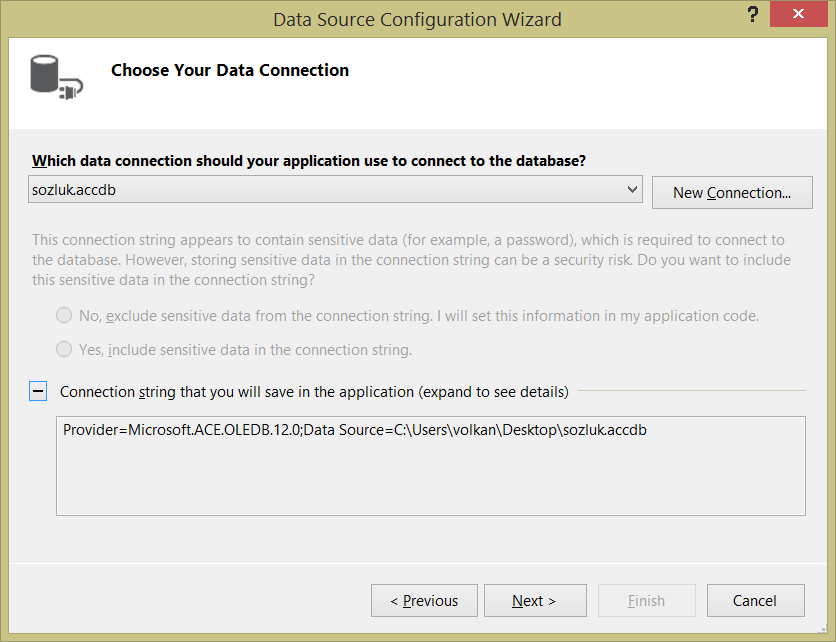 Data Source Configuration Wizard
?
Choose Your Data Connection
Which data connection should your application use to connect to the database?
sozluk.accdb
New Connection...
This connection string appears to contain sensitive data (for example, a password), which is required to connect to
the database. However, storing sensitive data in the connection string can be a security risk. Do you want to include
this sensitive data in the connection string?
No, exclude sensitive data from the connection string. I will set this information in my application code.
Yes, include sensitive data in the connection string.
Connection string that you will save in the application (expand to see details)
Provider=Microsoft.ACE.OLEDB.12.0;Data Source=C:\Users\volkan\Desktop\sozluk.accdb
< Previous
Next >
Finish
Cancel